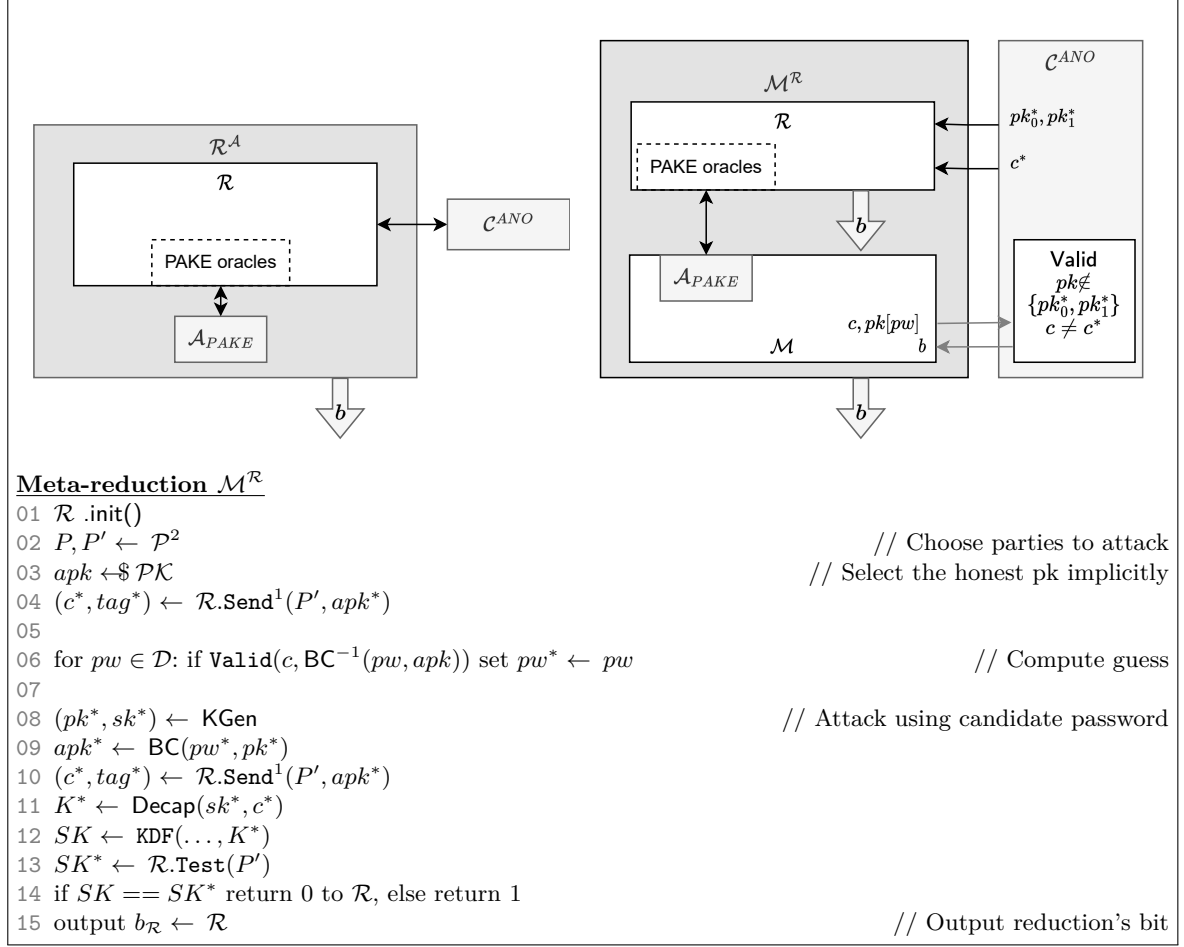 𝓡^𝓐
𝓡
PAKE oracles
𝓐_PAKE
𝓒^ANO
b
𝓜^𝓡
𝓡
PAKE oracles
b
𝓐_PAKE
c, pk[pw]
b
𝓜
b
𝓒^ANO
pk*_0, pk*_1
c*
Valid
pk∉
{pk*_0, pk*_1}
c ≠ c*
Meta-reduction 𝓜^𝓡
01 𝓡 .init()
02 P, P′ ← 𝓟² // Choose parties to attack
03 apk ←$ 𝓟𝓚 // Select the honest pk implicitly
04 (c*, tag*) ← 𝓡.Send¹(P′, apk*)
05
06 for pw ∈ 𝓓: if Valid(c, BC⁻¹(pw, apk)) set pw* ← pw // Compute guess
07
08 (pk*, sk*) ← KGen // Attack using candidate password
09 apk* ← BC(pw*, pk*)
10 (c*, tag*) ← 𝓡.Send¹(P′, apk*)
11 K* ← Decap(sk*, c*)
12 SK ← KDF(..., K*)
13 SK* ← 𝓡.Test(P′)
14 if SK == SK* return 0 to 𝓡, else return 1
15 output b_𝓡 ← 𝓡 // Output reduction's bit